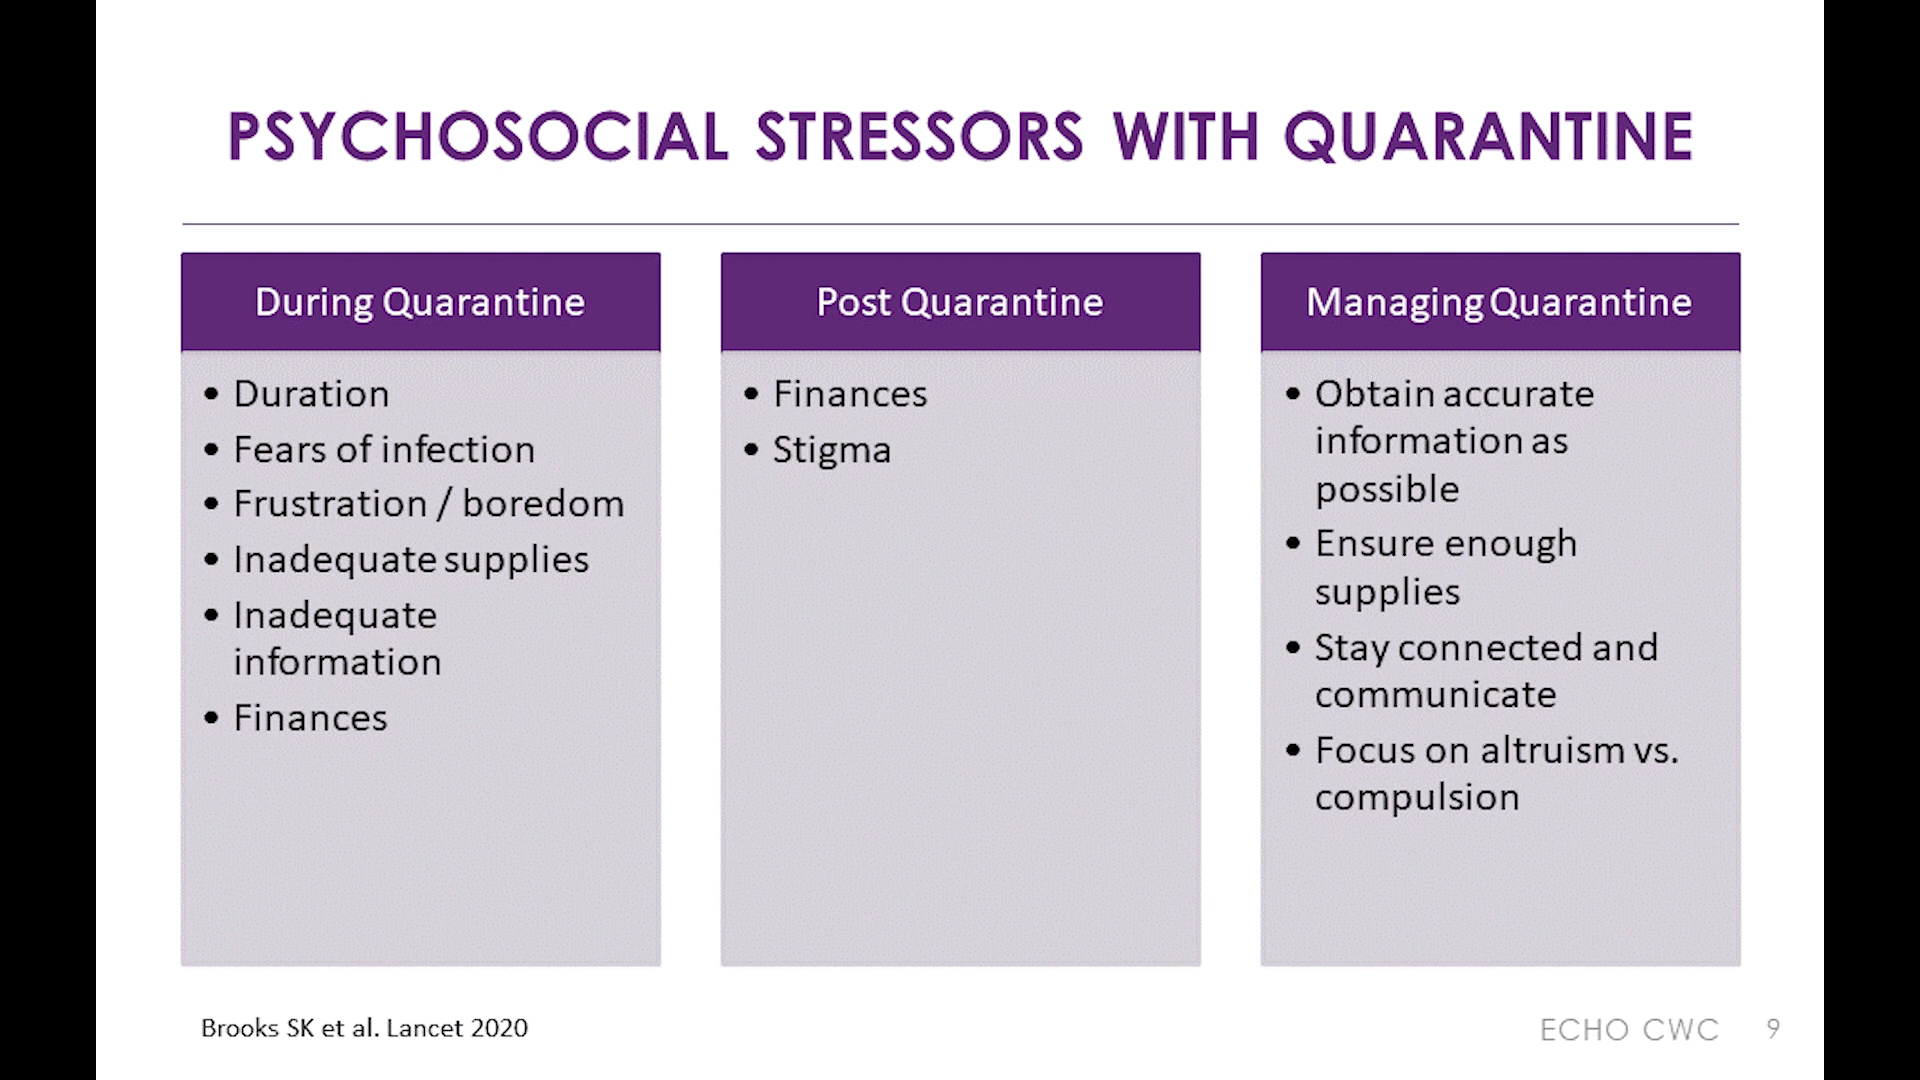 PSYCHOSOCIAL STRESSORS WITH QUARANTINE
During Quarantine
• Duration
• Fears of infection
• Frustration / boredom
• Inadequate supplies
• Inadequate
information
• Finances
Post Quarantine
• Finances
• Stigma
Managing Quarantine
• Obtain accurate
information as
possible
• Ensure enough
supplies
• Stay connected and
communicate
• Focus on altruism vs.
compulsion
Brooks SK et al. Lancet 2020
ECHO CWC 9